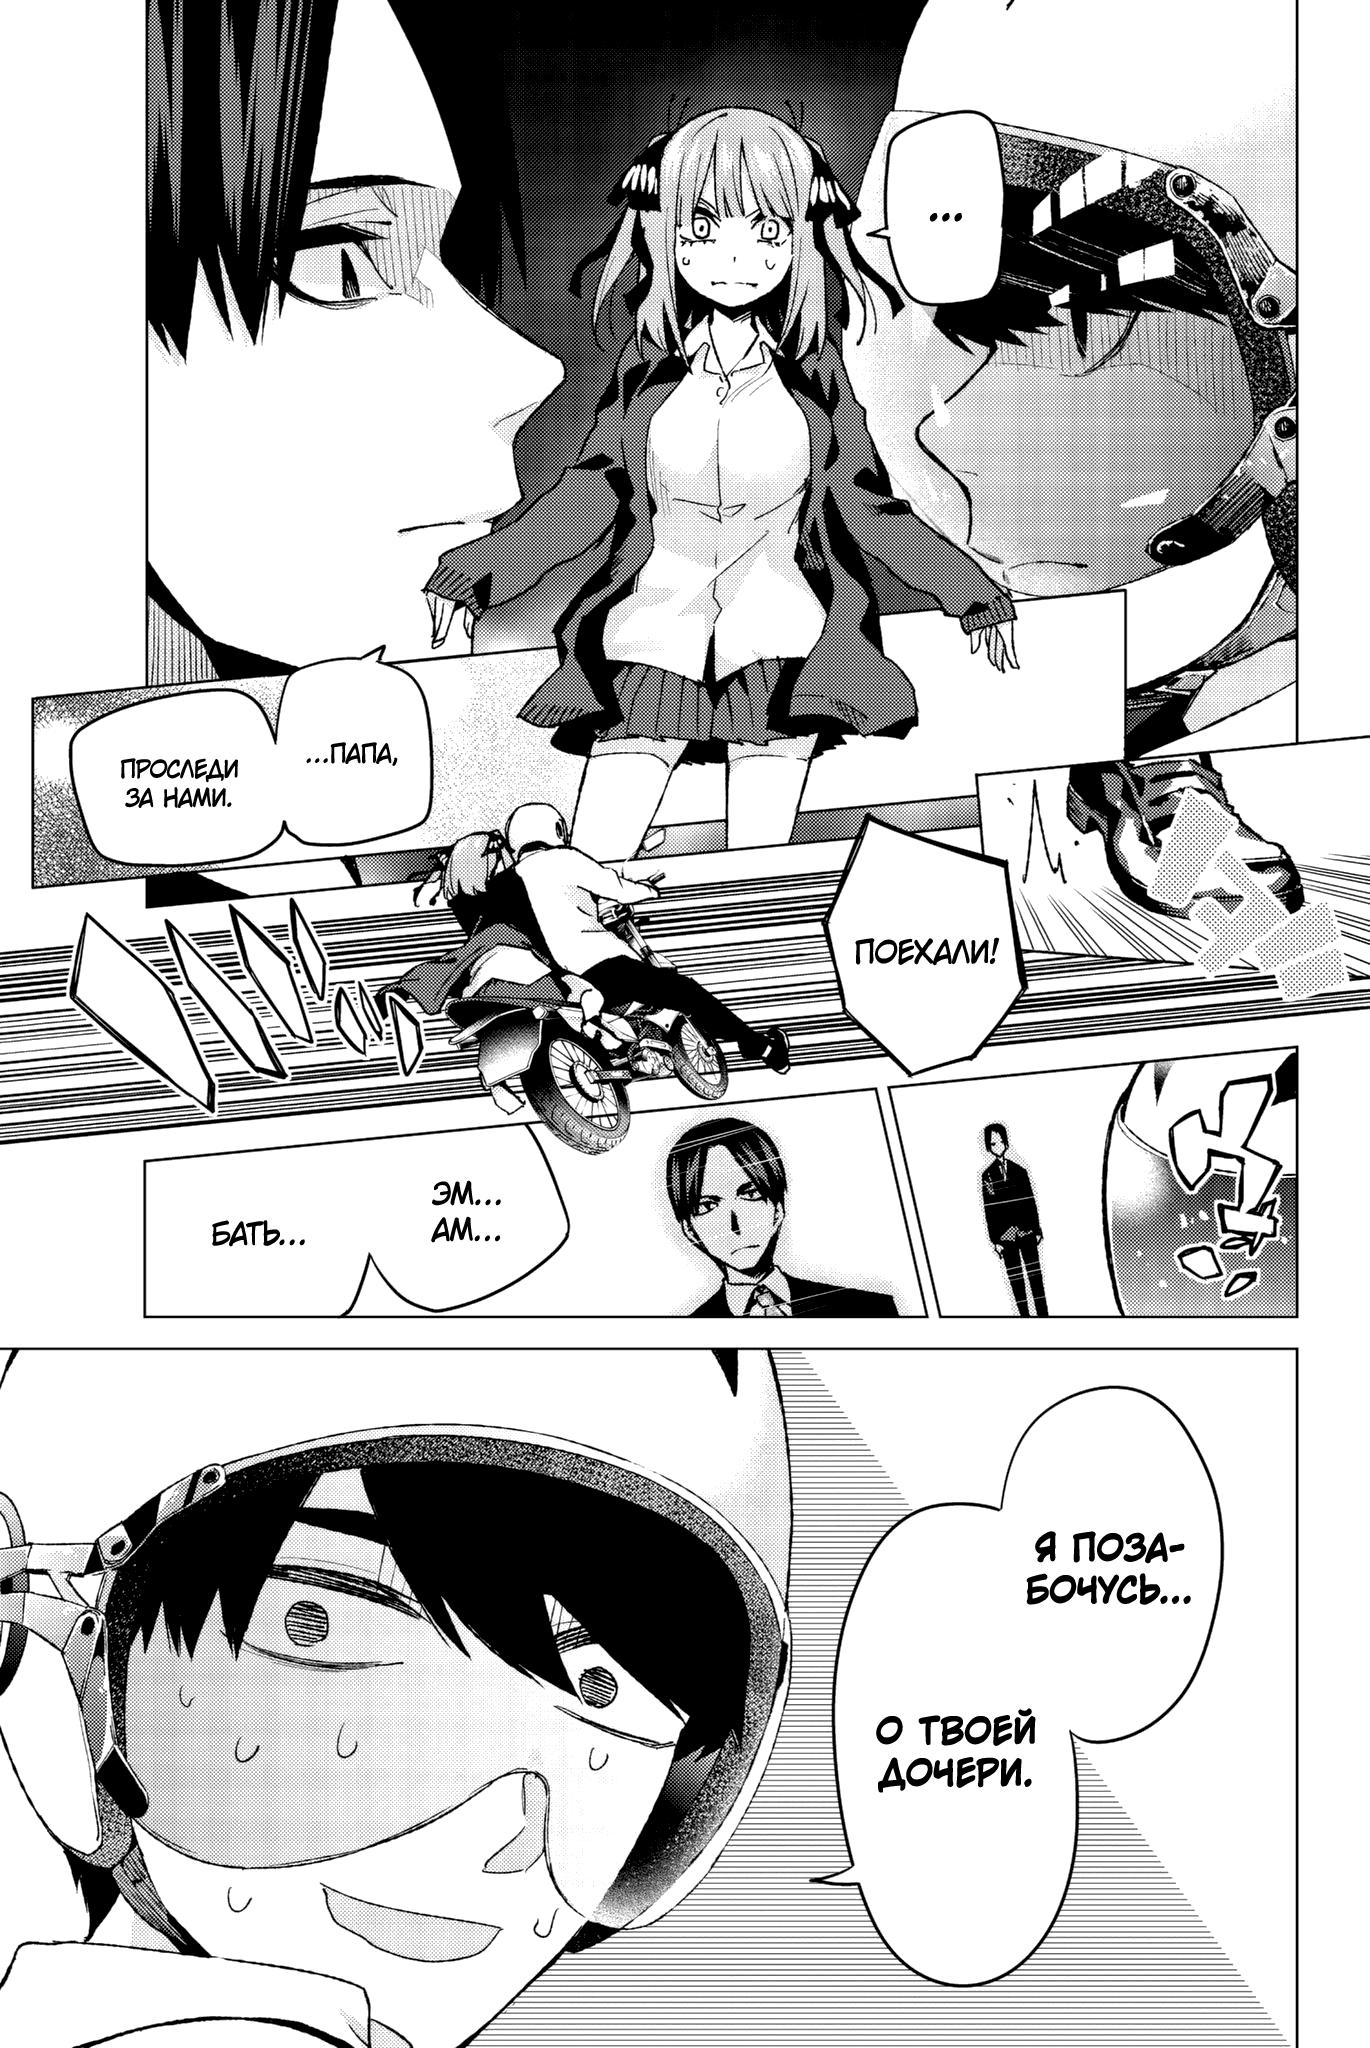 ...
...ПАПА,
ПРОСЛЕДИ
ЗА НАМИ.
ПОЕХАЛИ!
ЭМ...
АМ...
БАТЬ...
Я ПОЗА-
БОЧУСЬ...
О ТВОЕЙ
ДОЧЕРИ.